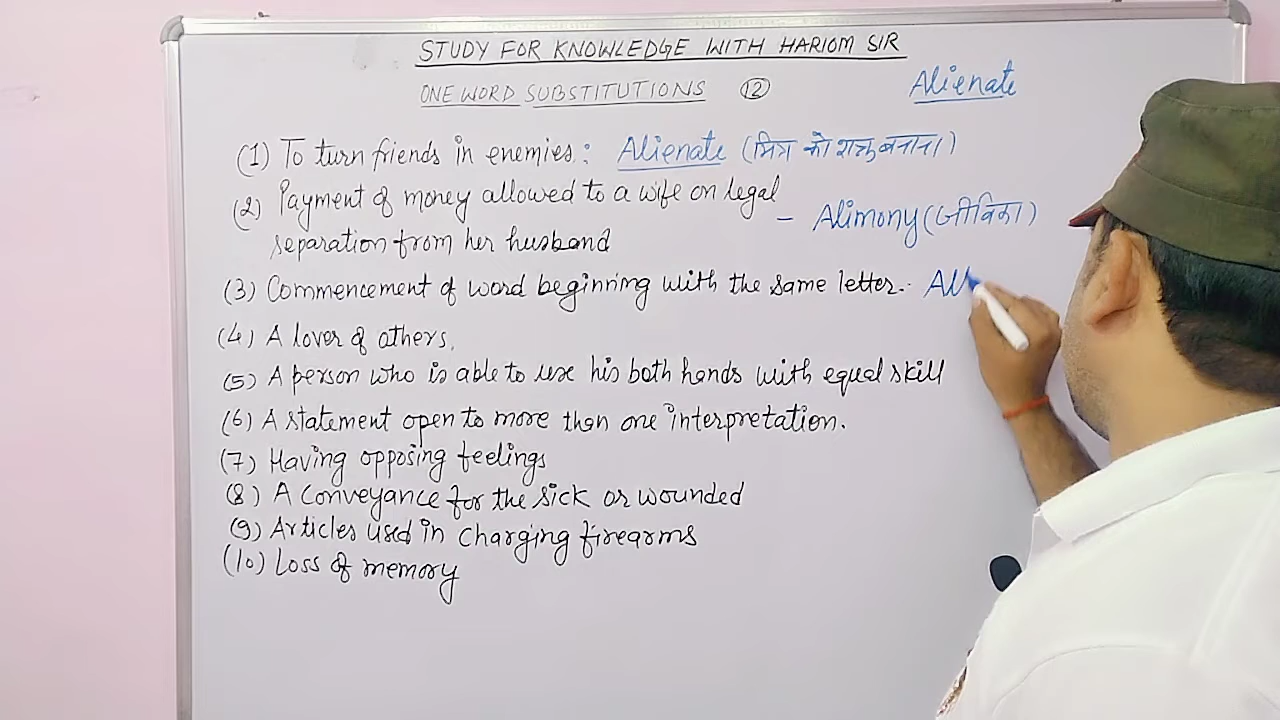 STUDY FOR KNOWLEDGE WITH HARIOM SIR
ONE WORD SUBSTITUTIONS (12)
Alienate
(1) To turn friends in enemies: Alienate (मित्र को शत्रु बनाना)
(2) Payment of money allowed to a wife on legal
separation from her husband – Alimony (जीविका)
(3) Commencement of word beginning with the same letter. All
(4) A lover of others.
(5) A person who is able to use his both hands with equal skill
(6) A statement open to more than one interpretation.
(7) Having opposing feelings
(8) A conveyance for the sick or wounded
(9) Articles used in charging firearms
(10) Loss of memory